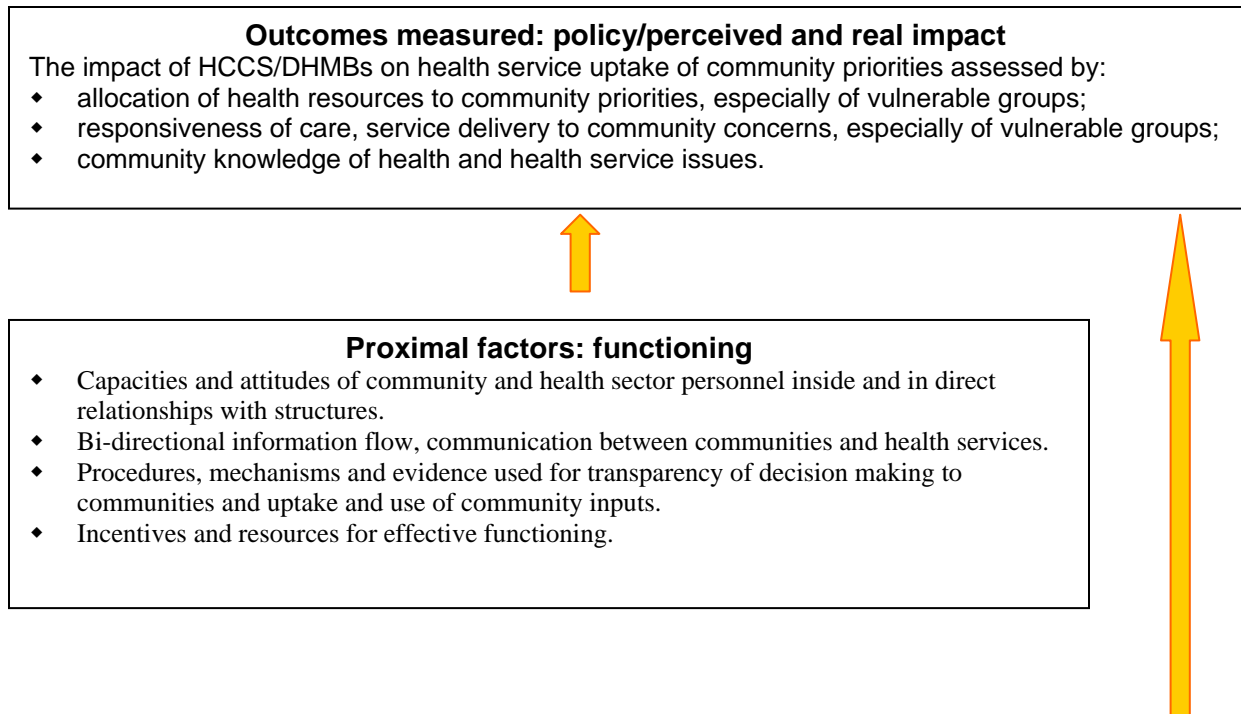 Outcomes measured: policy/perceived and real impact
The impact of HCCS/DHMBs on health service uptake of community priorities assessed by:
◆ allocation of health resources to community priorities, especially of vulnerable groups;
◆ responsiveness of care, service delivery to community concerns, especially of vulnerable groups;
◆ community knowledge of health and health service issues.
Proximal factors: functioning
◆ Capacities and attitudes of community and health sector personnel inside and in direct
relationships with structures.
◆ Bi-directional information flow, communication between communities and health services.
◆ Procedures, mechanisms and evidence used for transparency of decision making to
communities and uptake and use of community inputs.
◆ Incentives and resources for effective functioning.